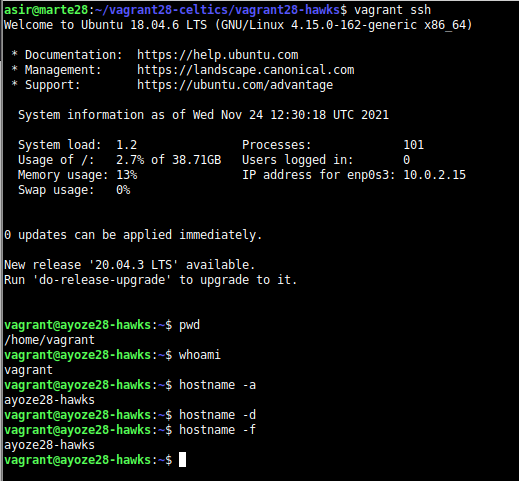 asir@marte28:~/vagrant28-celtics/vagrant28-hawks$ vagrant ssh
Welcome to Ubuntu 18.04.6 LTS (GNU/Linux 4.15.0-162-generic x86_64)
 * Documentation:  https://help.ubuntu.com
 * Management:     https://landscape.canonical.com
 * Support:        https://ubuntu.com/advantage
  System information as of Wed Nov 24 12:30:18 UTC 2021
  System load:  1.2               Processes:             101
  Usage of /:   2.7% of 38.71GB   Users logged in:       0
  Memory usage: 13%               IP address for enp0s3: 10.0.2.15
  Swap usage:   0%
0 updates can be applied immediately.
New release '20.04.3 LTS' available.
Run 'do-release-upgrade' to upgrade to it.
vagrant@ayoze28-hawks:~$ pwd
/home/vagrant
vagrant@ayoze28-hawks:~$ whoami
vagrant
vagrant@ayoze28-hawks:~$ hostname -a
ayoze28-hawks
vagrant@ayoze28-hawks:~$ hostname -d
vagrant@ayoze28-hawks:~$ hostname -f
ayoze28-hawks
vagrant@ayoze28-hawks:~$